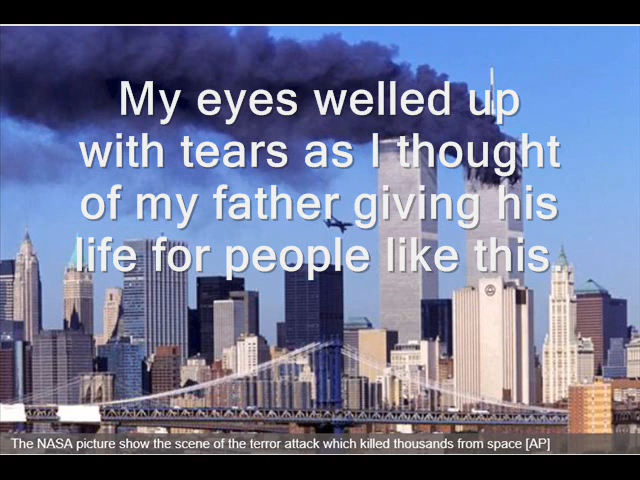 My eyes welled up
with tears as I thought
of my father giving his
life for people like this
The NASA picture show the scene of the terror attack which killed thousands from space [AP]